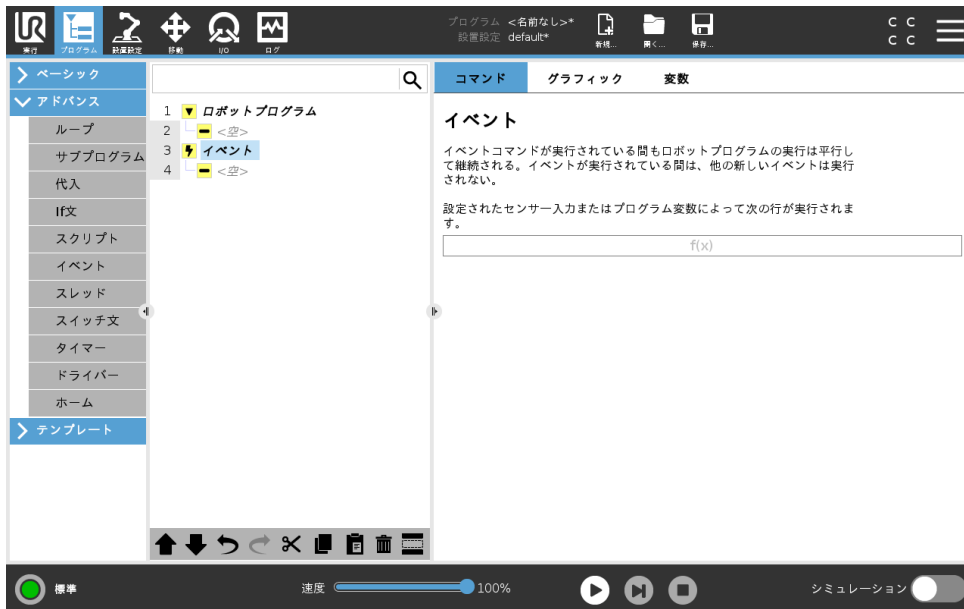 UR
実行
プログラム
設置設定
移動
I/O
ログ
プログラム <名前なし>*
設置設定 default*
新規...
開く...
保存...
C C
C C
ベーシック
アドバンス
ループ
サブプログラム
代入
If文
スクリプト
イベント
スレッド
スイッチ文
タイマー
ドライバー
ホーム
テンプレート
1 ロボットプログラム
2 <空>
3 イベント
4 <空>
コマンド グラフィック 変数
イベント
イベントコマンドが実行されている間もロボットプログラムの実行は平行し
て継続される。イベントが実行されている間は、他の新しいイベントは実行
されない。
設定されたセンサー入力またはプログラム変数によって次の行が実行されま
す。
f(x)
標準
速度 100%
シミュレーション